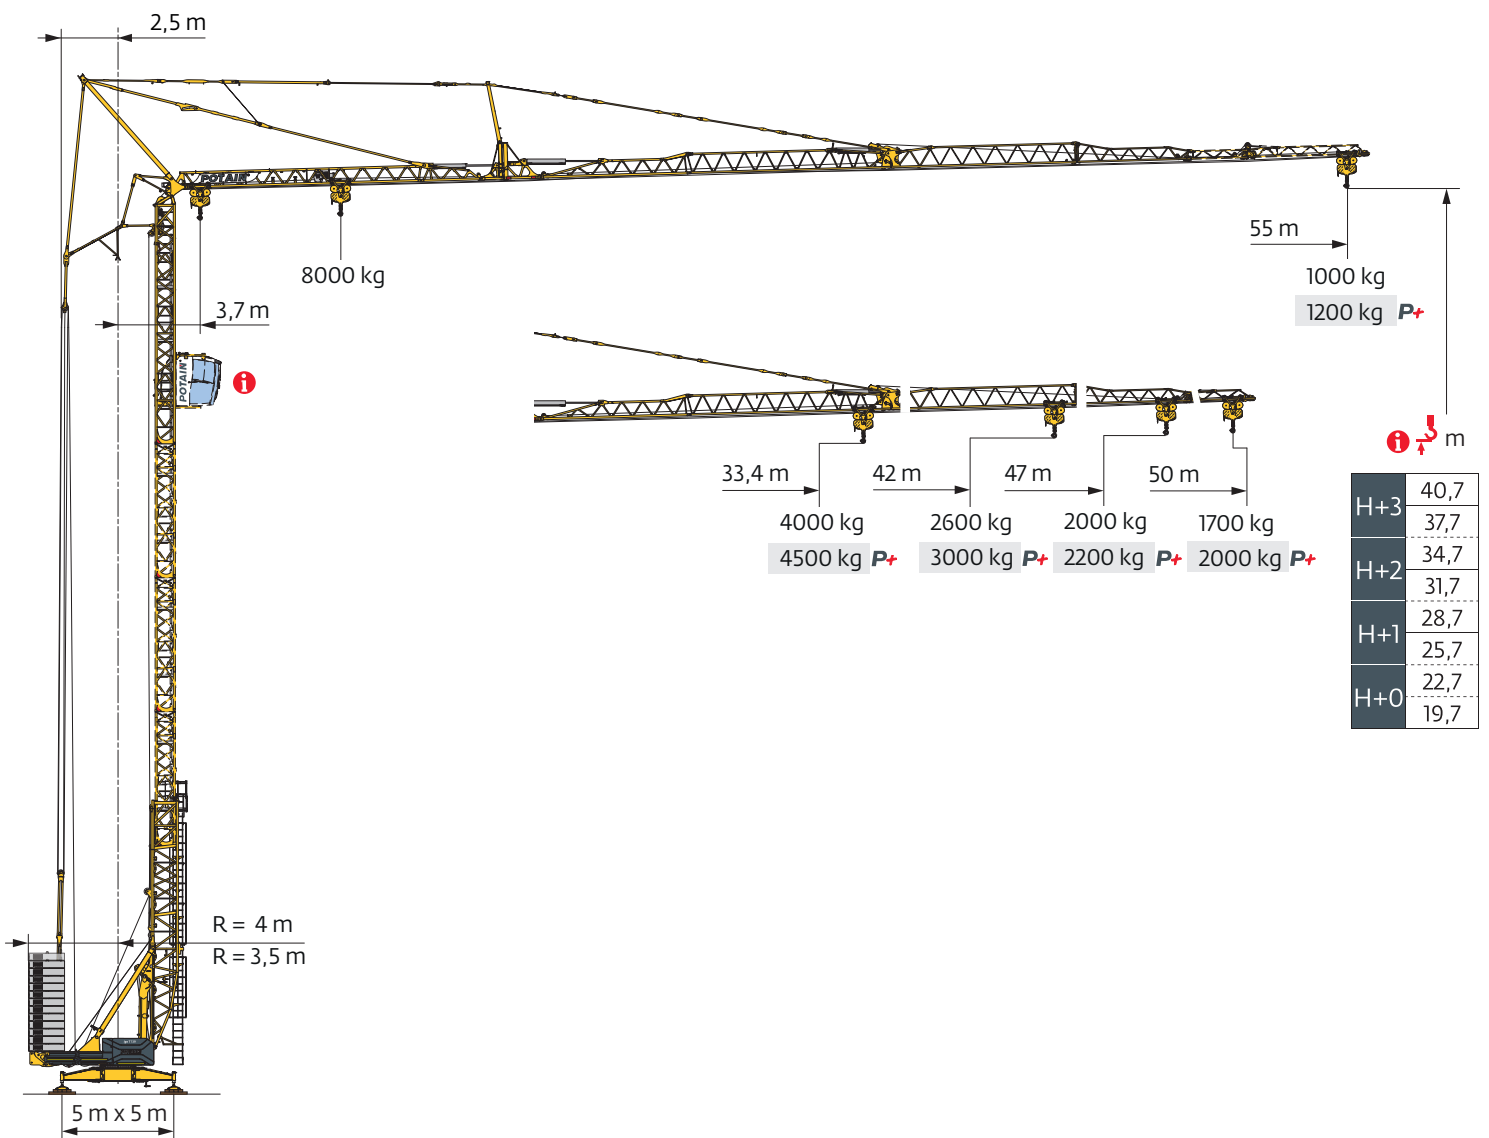 2,5 m
POTAIN
55 m
8000 kg
1000 kg
3,7 m
1200 kg P+
POTAIN
i
i m
33,4 m 42 m 47 m 50 m
4000 kg 2600 kg 2000 kg 1700 kg
4500 kg P+ 3000 kg P+ 2200 kg P+ 2000 kg P+
H+3 40,7
37,7
H+2 34,7
31,7
H+1 28,7
25,7
H+0 22,7
19,7
R = 4 m
R = 3,5 m
5 m x 5 m